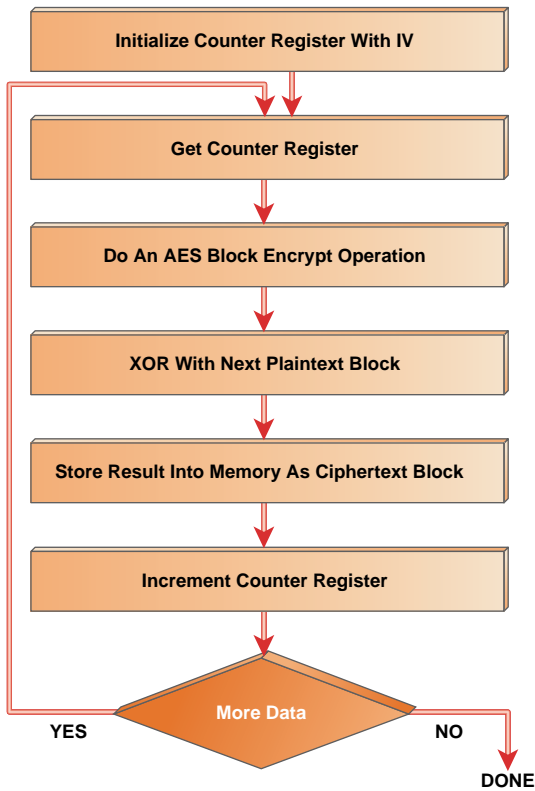 Initialize Counter Register With IV
Get Counter Register
Do An AES Block Encrypt Operation
XOR With Next Plaintext Block
Store Result Into Memory As Ciphertext Block
Increment Counter Register
More Data
YES
NO
DONE